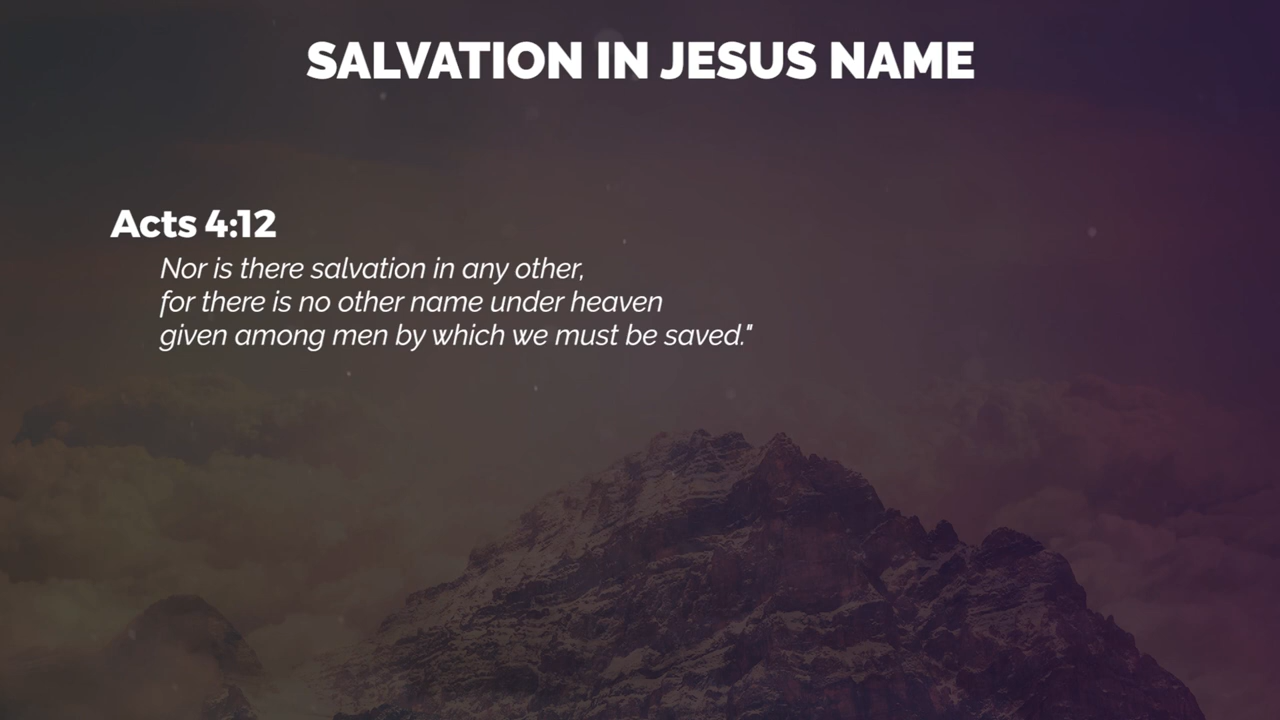 SALVATION IN JESUS NAME
Acts 4:12
Nor is there salvation in any other,
for there is no other name under heaven
given among men by which we must be saved."